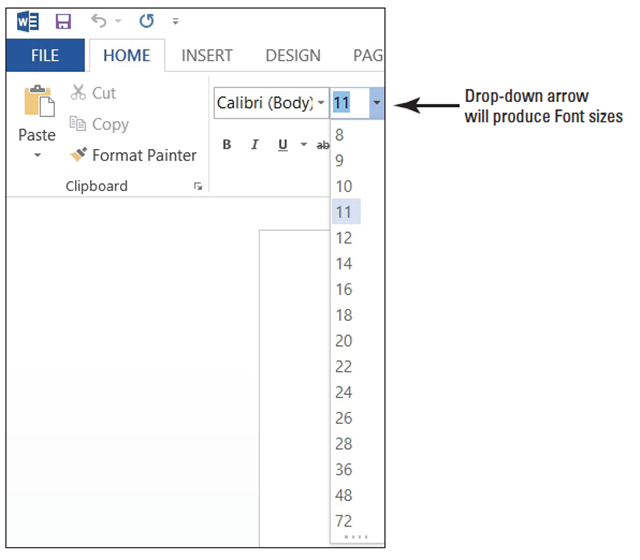 FILE HOME INSERT DESIGN PAG
Cut
Calibri (Body) 11
Copy
Paste
Format Painter
B I U ab
Clipboard
8
9
10
11
12
14
16
18
20
22
24
26
28
36
48
72
Drop-down arrow
will produce Font sizes